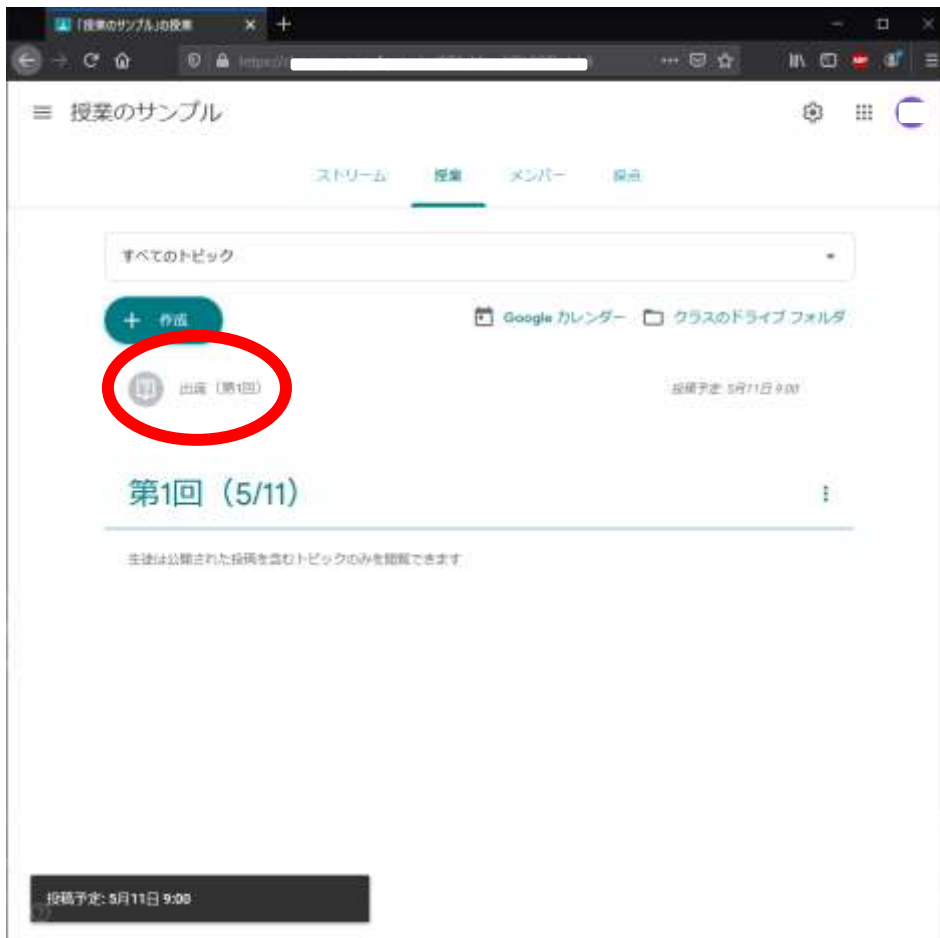 「授業のサンプル」の授業
授業のサンプル
ストリーム 授業 メンバー 採点
すべてのトピック
+ 作成
Google カレンダー クラスのドライブ フォルダ
出席（第1回） 投稿予定: 5月11日 9:00
第1回（5/11）
生徒は公開された投稿を含むトピックのみを閲覧できます
投稿予定: 5月11日 9:00